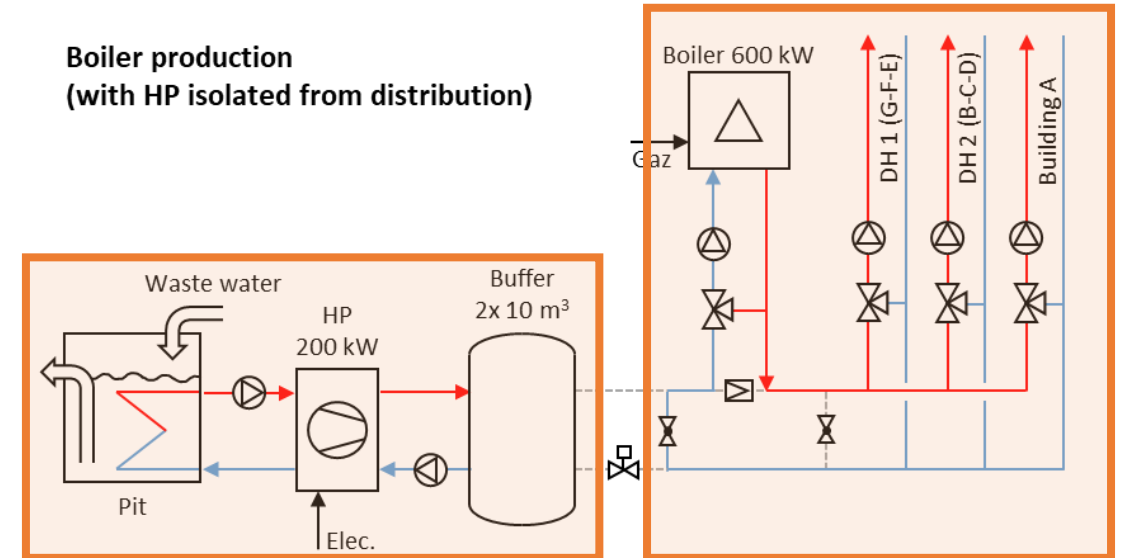 Boiler production
(with HP isolated from distribution)
Boiler 600 kW
Gaz
DH 1 (G-F-E)
DH 2 (B-C-D)
Building A
Waste water
HP
200 kW
Buffer
2x 10 m³
Pit
Elec.